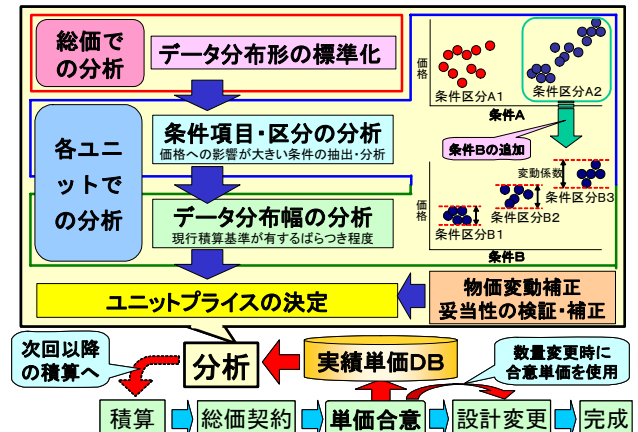 総価で
の分析
データ分布形の標準化
各ユニ
ットで
の分析
条件項目・区分の分析
価格への影響が大きい条件の抽出・分析
データ分布幅の分析
現行積算基準が有するばらつき程度
ユニットプライスの決定
物価変動補正
妥当性の検証・補正
価格
条件区分A1
条件区分A2
条件A
条件Bの追加
価格
変動係数
条件区分B1
条件区分B2
条件区分B3
条件B
次回以降
の積算へ
分析
実績単価DB
数量変更時に
合意単価を使用
積算
総価契約
単価合意
設計変更
完成